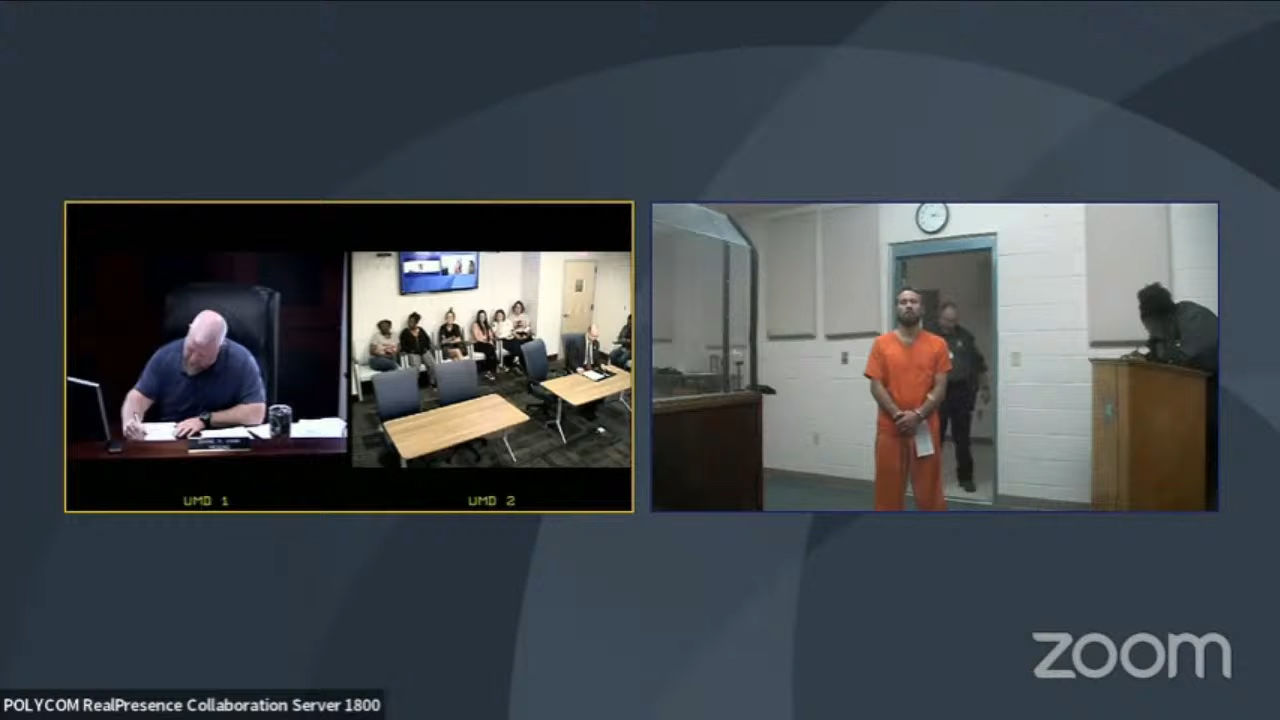 UMD 1
UMD 2
zoom
POLYCOM RealPresence Collaboration Server 1800